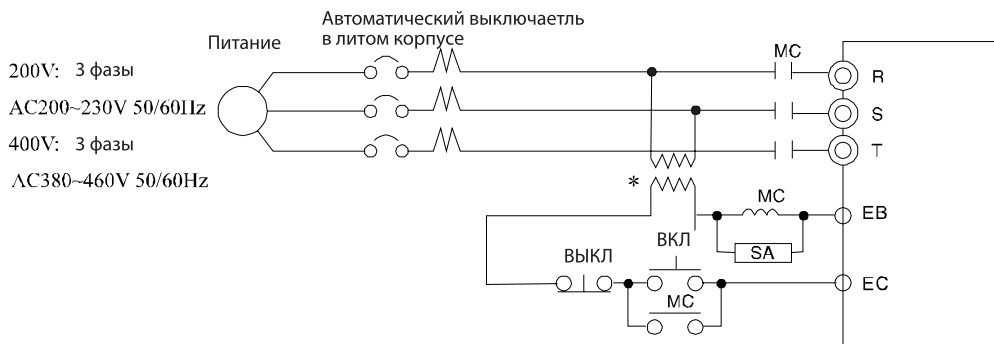 Автоматический выключаетль
в литом корпусе
Питание
MC
200V: 3 фазы
R
AC200~230V 50/60Hz
S
400V: 3 фазы
T
AC380~460V 50/60Hz
*
MC
EB
ВКЛ
SA
ВЫКЛ
EC
MC